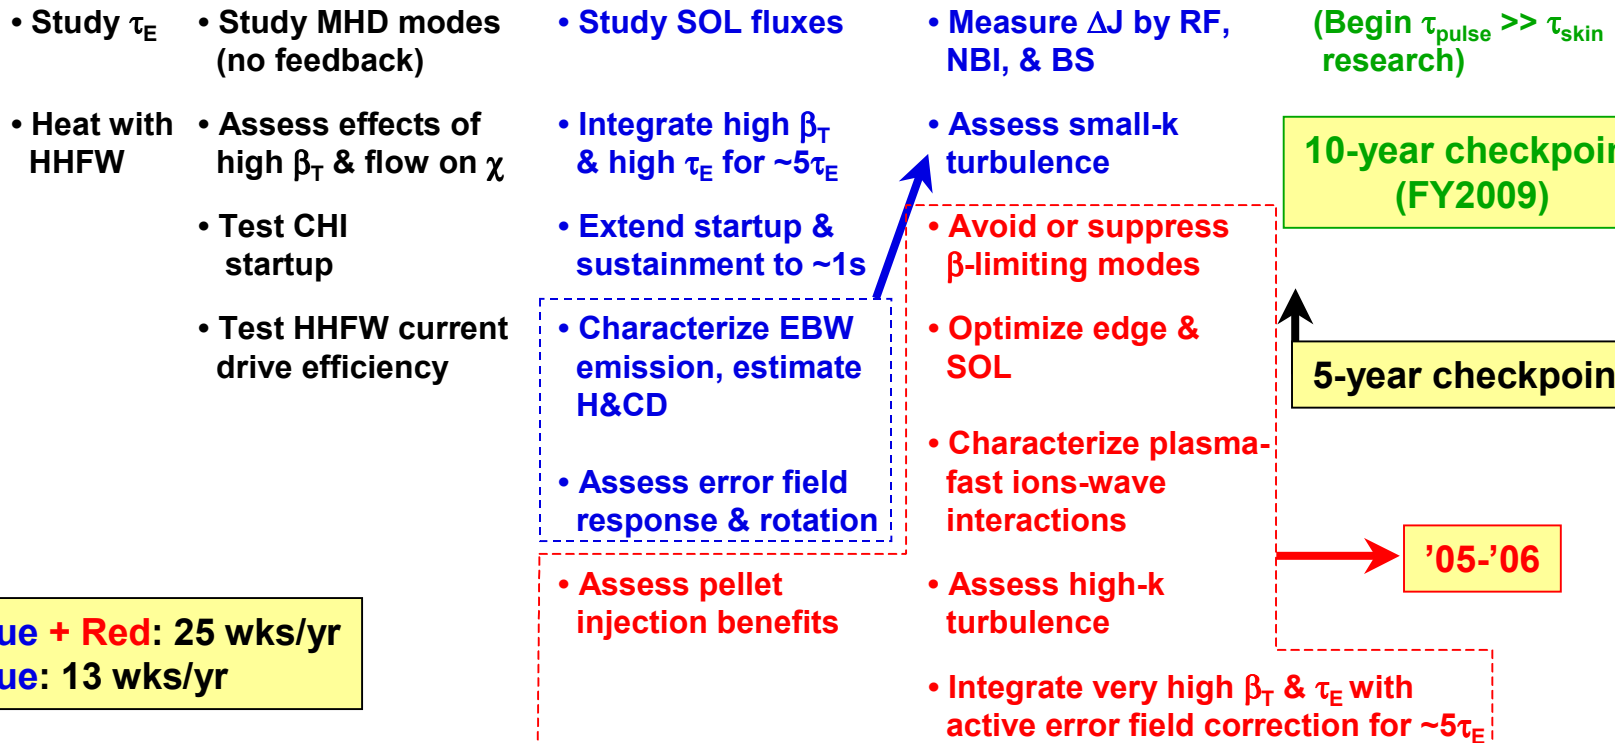 • Study τE
• Heat with
HHFW
• Study MHD modes
(no feedback)
• Assess effects of
high βT & flow on χ
• Test CHI
startup
• Test HHFW current
drive efficiency
• Study SOL fluxes
• Integrate high βT
& high τE for ~5τE
• Extend startup &
sustainment to ~1s
• Characterize EBW
emission, estimate
H&CD
• Assess error field
response & rotation
• Assess pellet
injection benefits
• Measure ΔJ by RF,
NBI, & BS
• Assess small-k
turbulence
• Avoid or suppress
β-limiting modes
• Optimize edge &
SOL
• Characterize plasma-
fast ions-wave
interactions
• Assess high-k
turbulence
• Integrate very high βT & τE with
active error field correction for ~5τE
(Begin τpulse >> τskin
research)
10-year checkpoin
(FY2009)
5-year checkpoin
’05-’06
ue + Red: 25 wks/yr
ue: 13 wks/yr